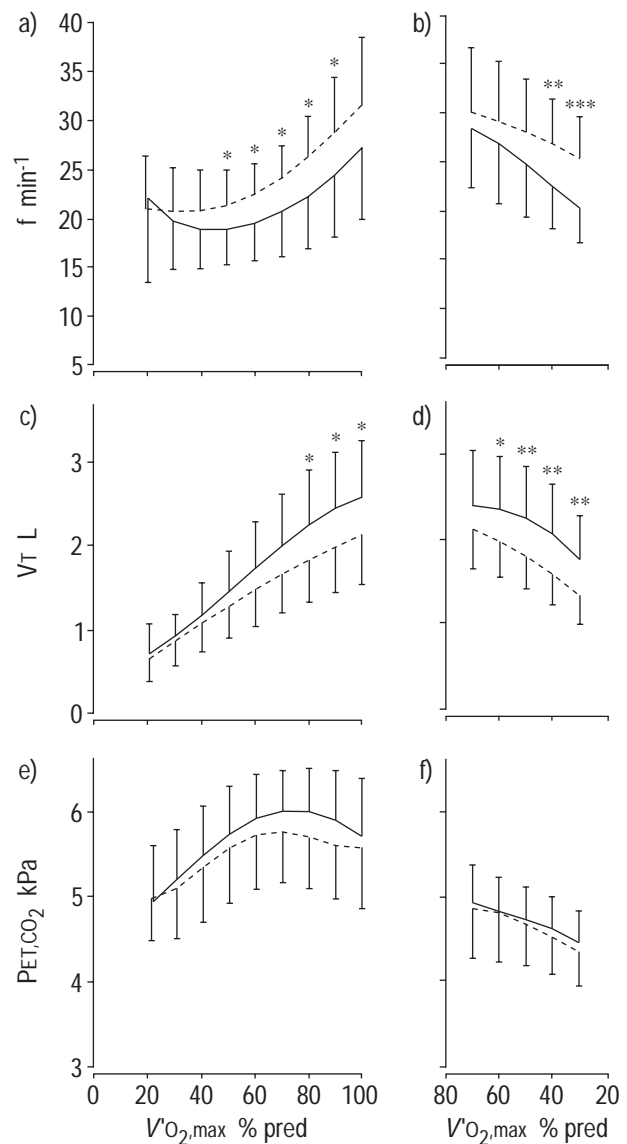 a)
b)
40
35
30
25
20
15
10
5
f min-1
* * * * * *
** ***
c)
d)
3
2
1
0
VT L
* * *
* ** ** **
e)
f)
6
5
4
3
PET,CO2 kPa
0 20 40 60 80 100
80 60 40 20
V'O2,max % pred
V'O2,max % pred